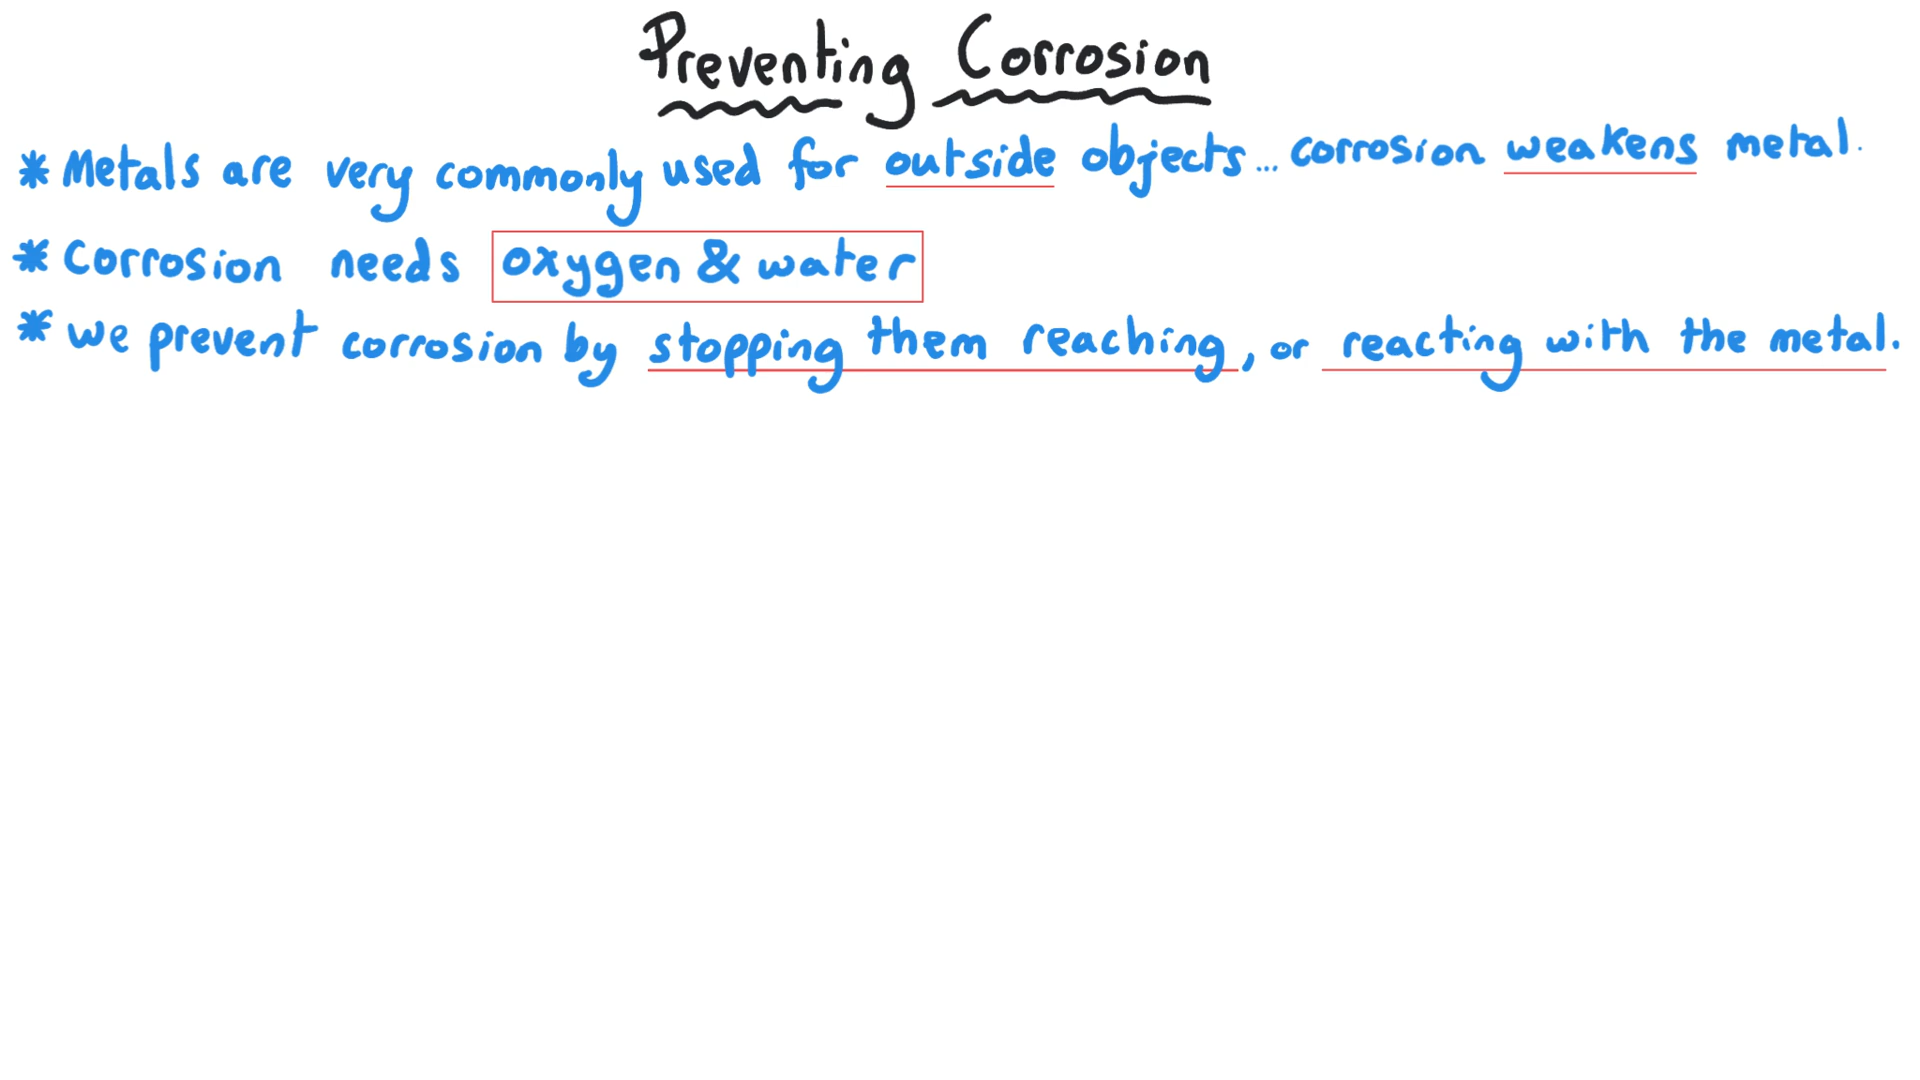 Preventing Corrosion
* Metals are very commonly used for outside objects... corrosion weakens metal.
* Corrosion needs oxygen & water
* we prevent corrosion by stopping them reaching, or reacting with the metal.